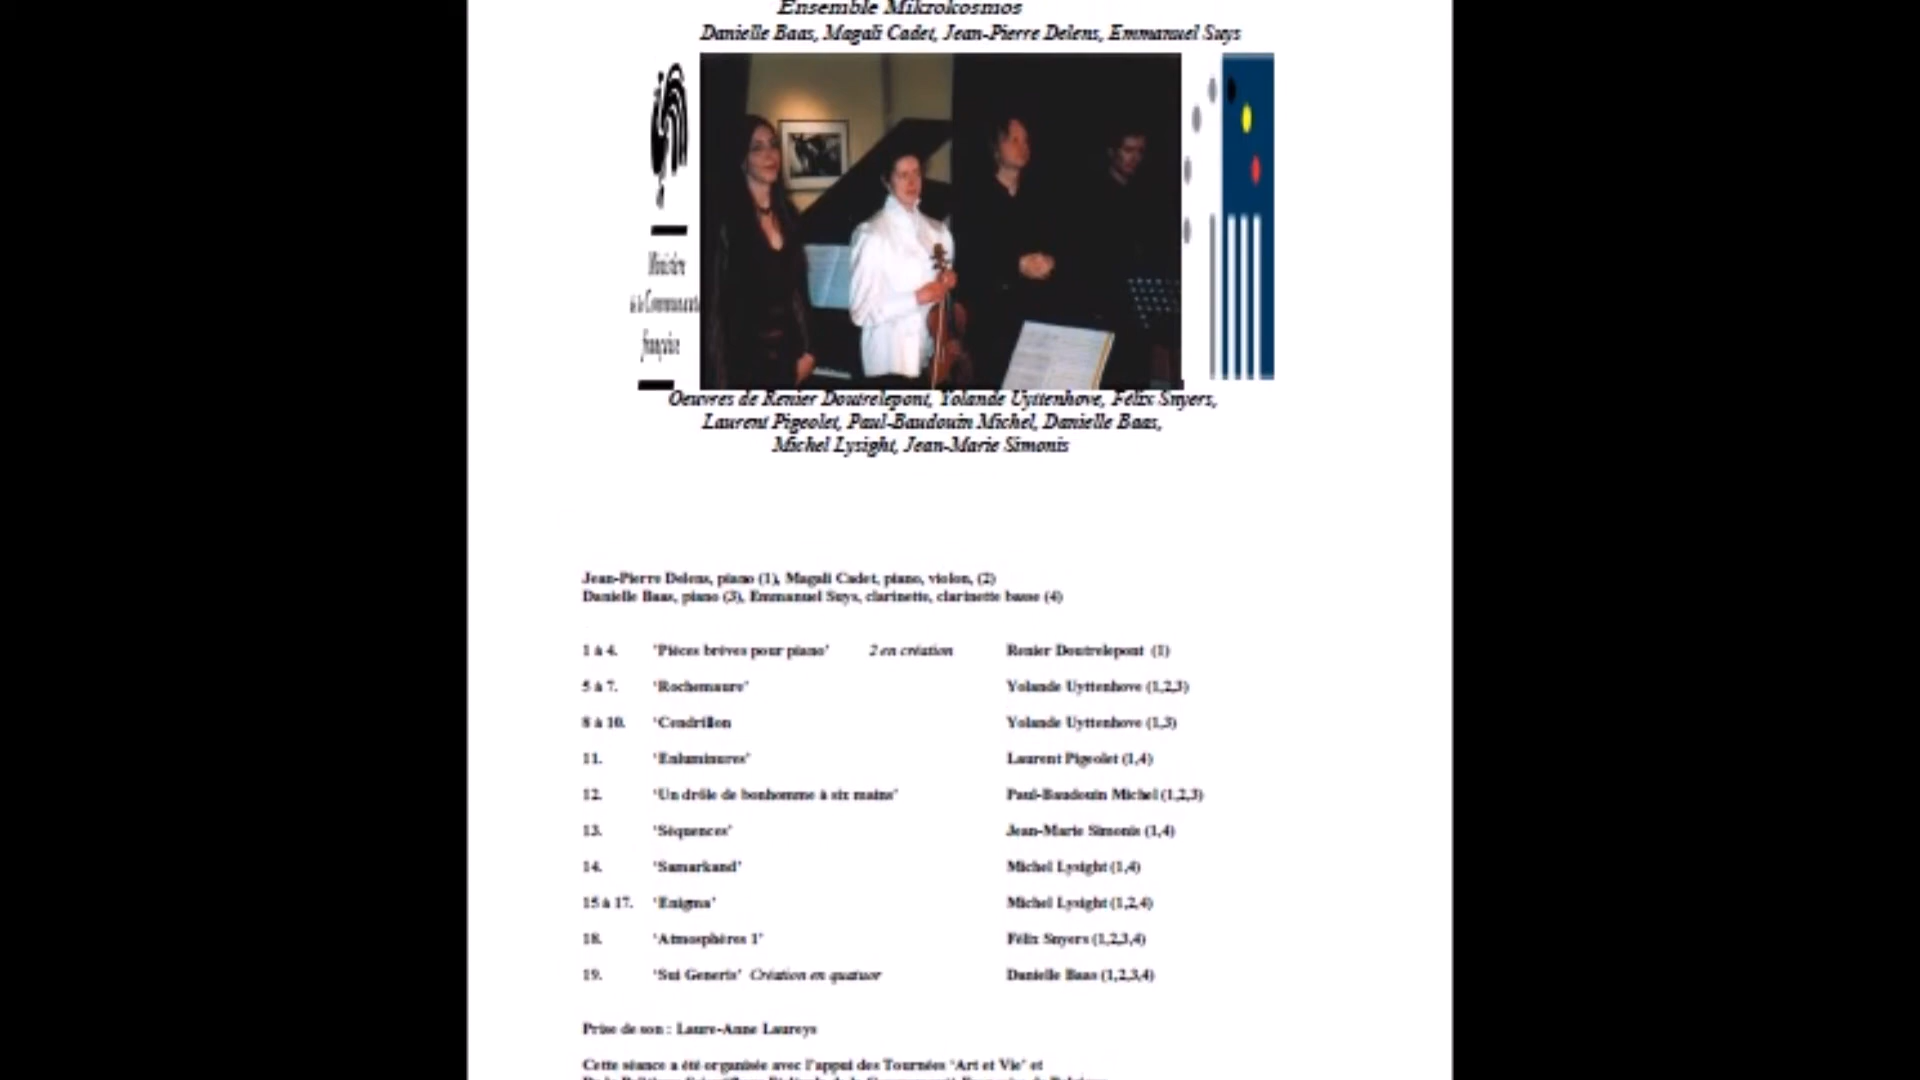 Ensemble Mikrokosmos
Danielle Baas, Magali Cadet, Jean-Pierre Delens, Emmanuel Suys
Ministère
de la Communauté
française
Oeuvres de Renier Doutrelepont, Yolande Uyttenhove, Félix Snyers,
Laurent Pigeolet, Paul-Baudouin Michel, Danielle Baas,
Michel Lysight, Jean-Marie Simonis
Jean-Pierre Delens, piano (1), Magali Cadet, piano, violon, (2)
Danielle Baas, piano (3), Emmanuel Suys, clarinette, clarinette basse (4)
1 à 4. ‘Pièces brèves pour piano’ 2 en création Renier Doutrelepont (1)
5 à 7. ‘Rochemaure’ Yolande Uyttenhove (1,2,3)
8 à 10. ‘Cendrillon Yolande Uyttenhove (1,3)
11. ‘Enluminures’ Laurent Pigeolet (1,4)
12. ‘Un drôle de bonhomme à six mains’ Paul-Baudouin Michel (1,2,3)
13. ‘Séquences’ Jean-Marie Simonis (1,4)
14. ‘Samarkand’ Michel Lysight (1,4)
15 à 17. ‘Enigma’ Michel Lysight (1,2,4)
18. ‘Atmosphères 1’ Félix Snyers (1,2,3,4)
19. ‘Sui Generis’ Création en quatuor Danielle Baas (1,2,3,4)
Prise de son : Laure-Anne Laureys
Cette séance a été organisée avec l'appui des Tournées ‘Art et Vie’ et